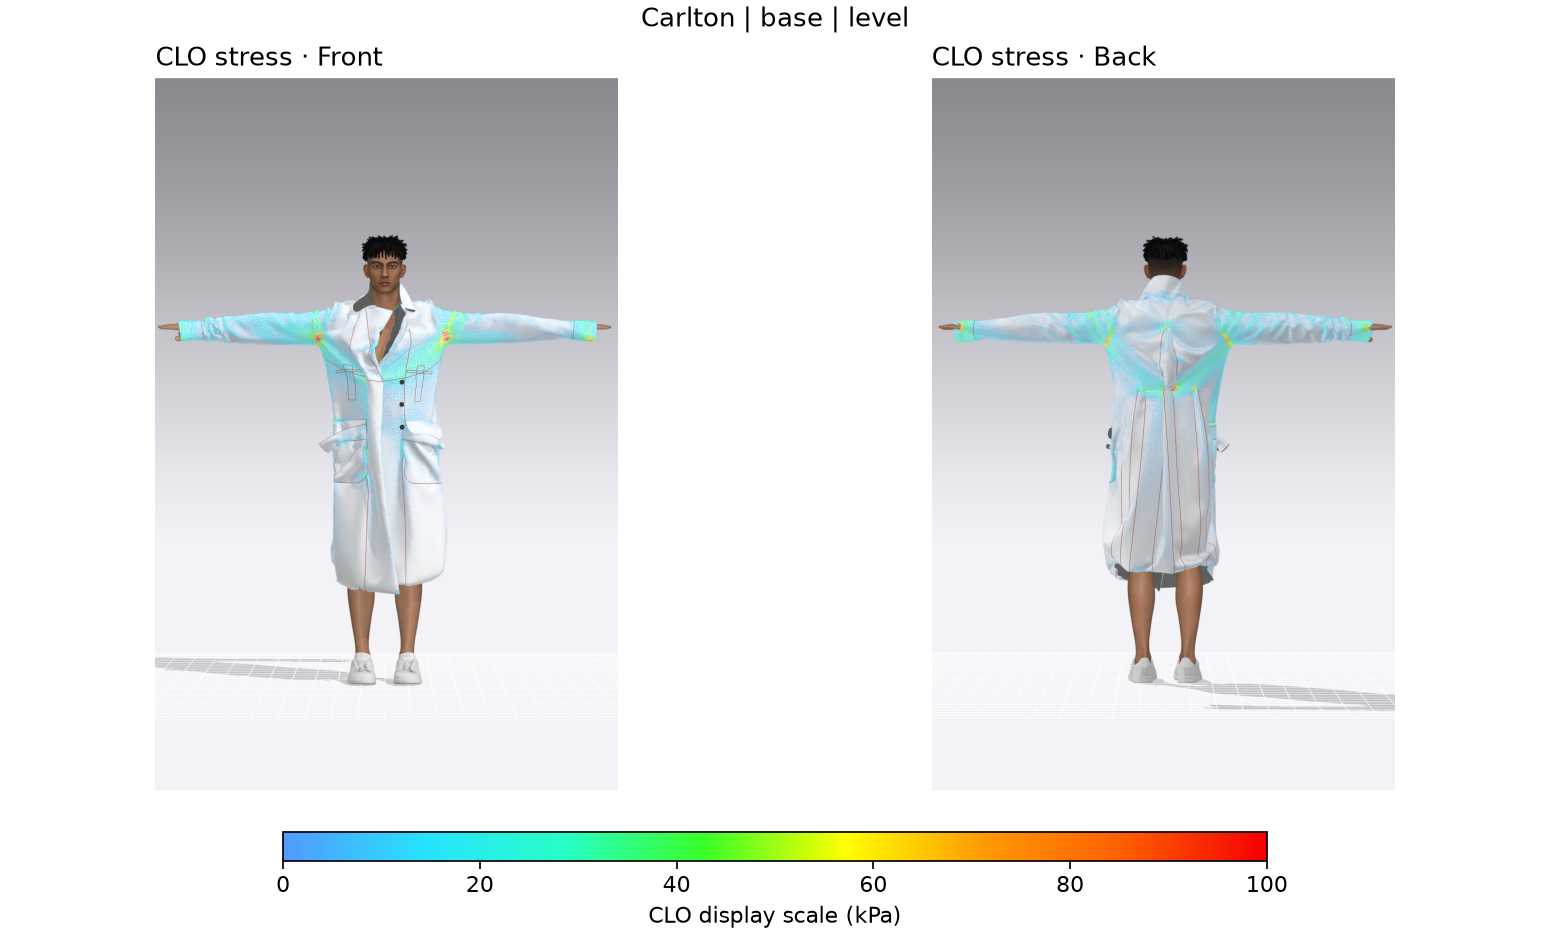 Carlton | base | level
CLO stress · Front
CLO stress · Back
0 20 40 60 80 100
CLO display scale (kPa)